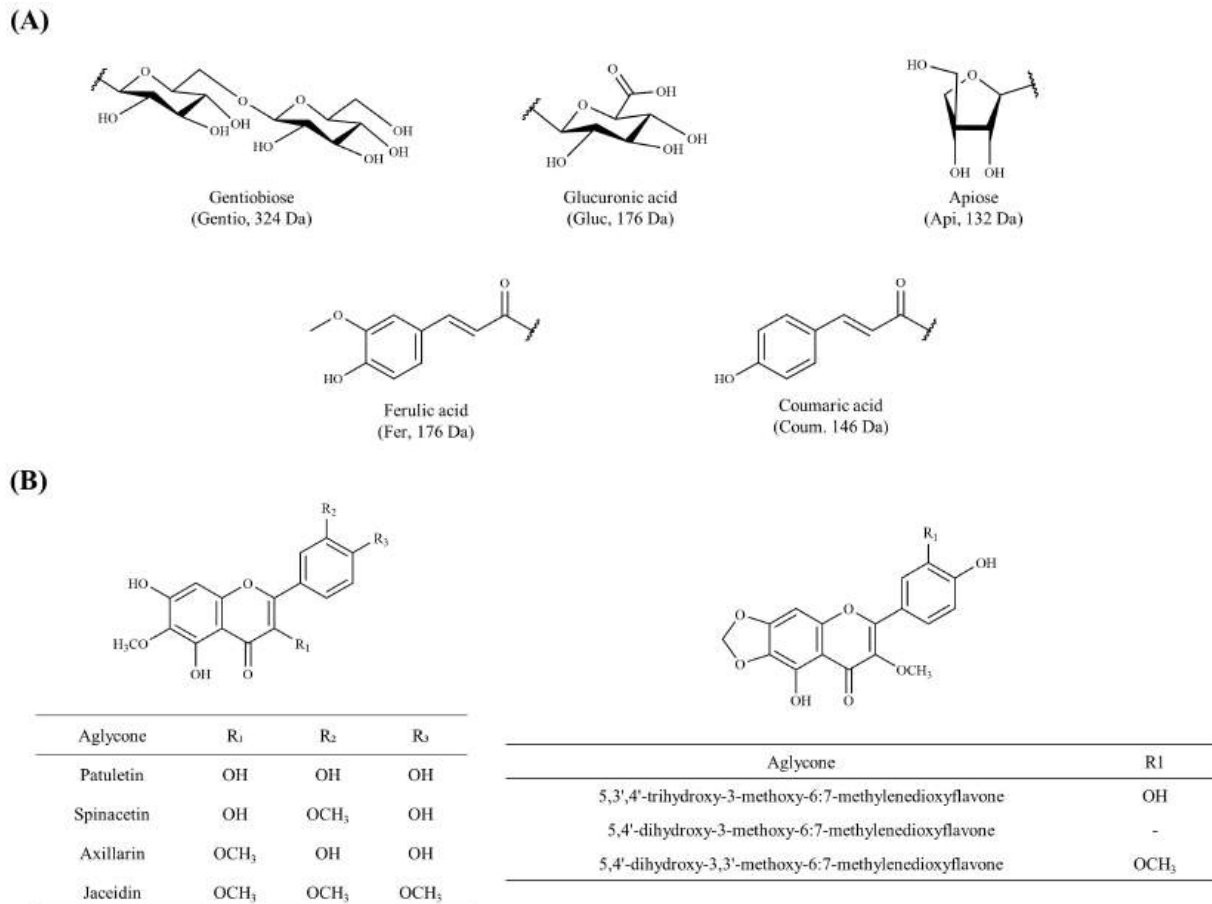 (A)
O
O
O
HO
HO
OH
O
HO
HO
OH
OH
OH
Gentiobiose
(Gentio, 324 Da)
O
OH
O
HO
HO
OH
OH
Glucuronic acid
(Gluc, 176 Da)
HO
O
OH
OH
Apiose
(Api, 132 Da)
O
O
HO
Ferulic acid
(Fer, 176 Da)
O
HO
Coumaric acid
(Coum. 146 Da)
(B)
R₂
R₃
HO
O
H₃CO
R₁
OH
O
R₁
OH
O
O
O
OCH₃
OH
O
Aglycone R₁ R₂ R₃
Patuletin OH OH OH
Spinacetin OH OCH₃ OH
Axillarin OCH₃ OH OH
Jaceidin OCH₃ OCH₃ OCH₃
Aglycone R1
5,3',4'-trihydroxy-3-methoxy-6:7-methylenedioxyflavone OH
5,4'-dihydroxy-3-methoxy-6:7-methylenedioxyflavone -
5,4'-dihydroxy-3,3'-methoxy-6:7-methylenedioxyflavone OCH₃